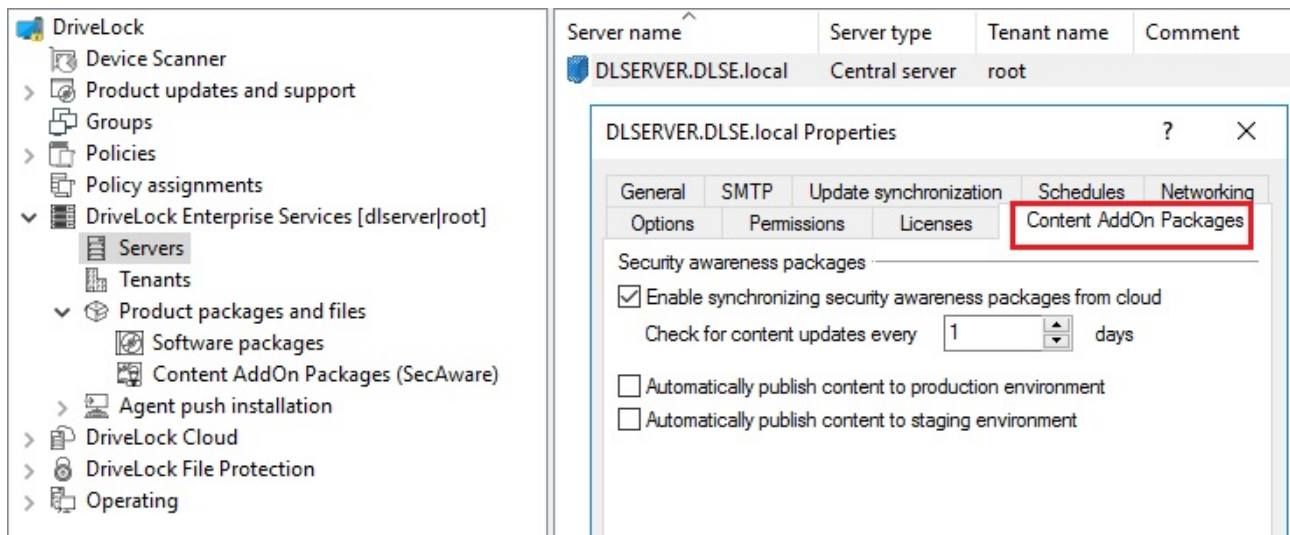 DriveLock
Device Scanner
Product updates and support
Groups
Policies
Policy assignments
DriveLock Enterprise Services [dlserver|root]
Servers
Tenants
Product packages and files
Software packages
Content AddOn Packages (SecAware)
Agent push installation
DriveLock Cloud
DriveLock File Protection
Operating
Server name Server type Tenant name Comment
DLSERVER.DLSE.local Central server root
DLSERVER.DLSE.local Properties ? X
General SMTP Update synchronization Schedules Networking
Options Permissions Licenses Content AddOn Packages
Security awareness packages
Enable synchronizing security awareness packages from cloud
Check for content updates every 1 days
Automatically publish content to production environment
Automatically publish content to staging environment